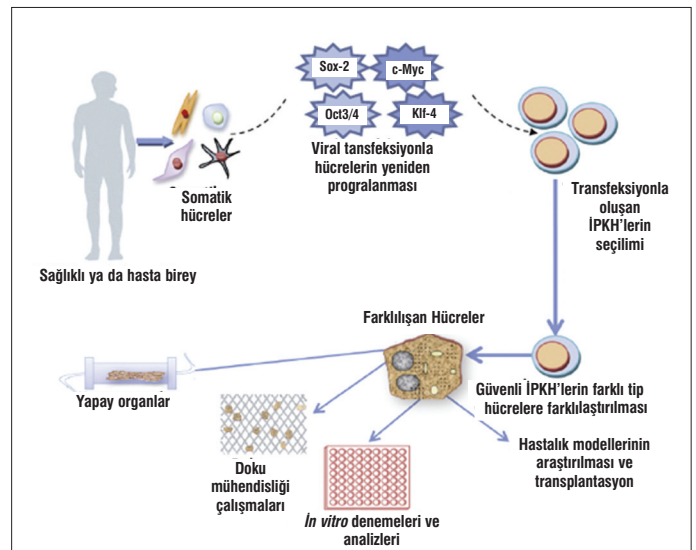 Sox-2
c-Myc
Oct3/4
Klf-4
Viral tansfeksiyonla
hücrelerin yeniden
progralanması
Somatik
hücreler
Sağlıklı ya da hasta birey
Transfeksiyonla
oluşan
İPKH'lerin
seçilimi
Farklılışan Hücreler
Güvenli İPKH'lerin farklı tip
hücrelere farklılaştırılması
Yapay organlar
Doku
mühendisliği
çalışmaları
İn vitro denemeleri ve
analizleri
Hastalık modellerinin
araştırılması ve
transplantasyon